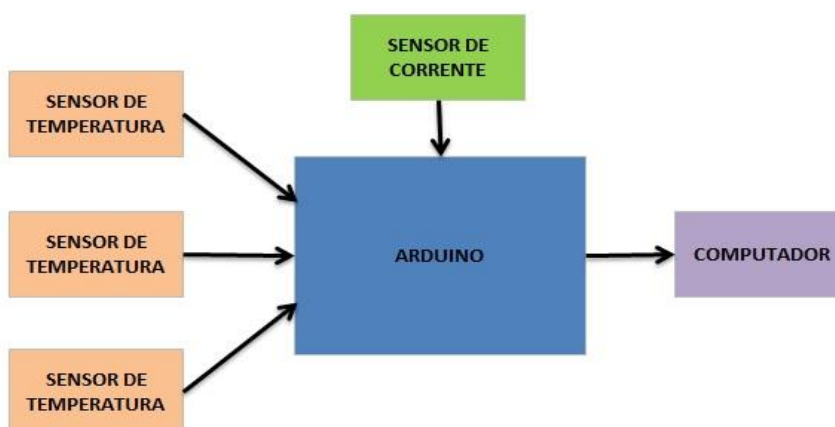 SENSOR DE
CORRENTE
SENSOR DE
TEMPERATURA
SENSOR DE
TEMPERATURA
ARDUINO
COMPUTADOR
SENSOR DE
TEMPERATURA